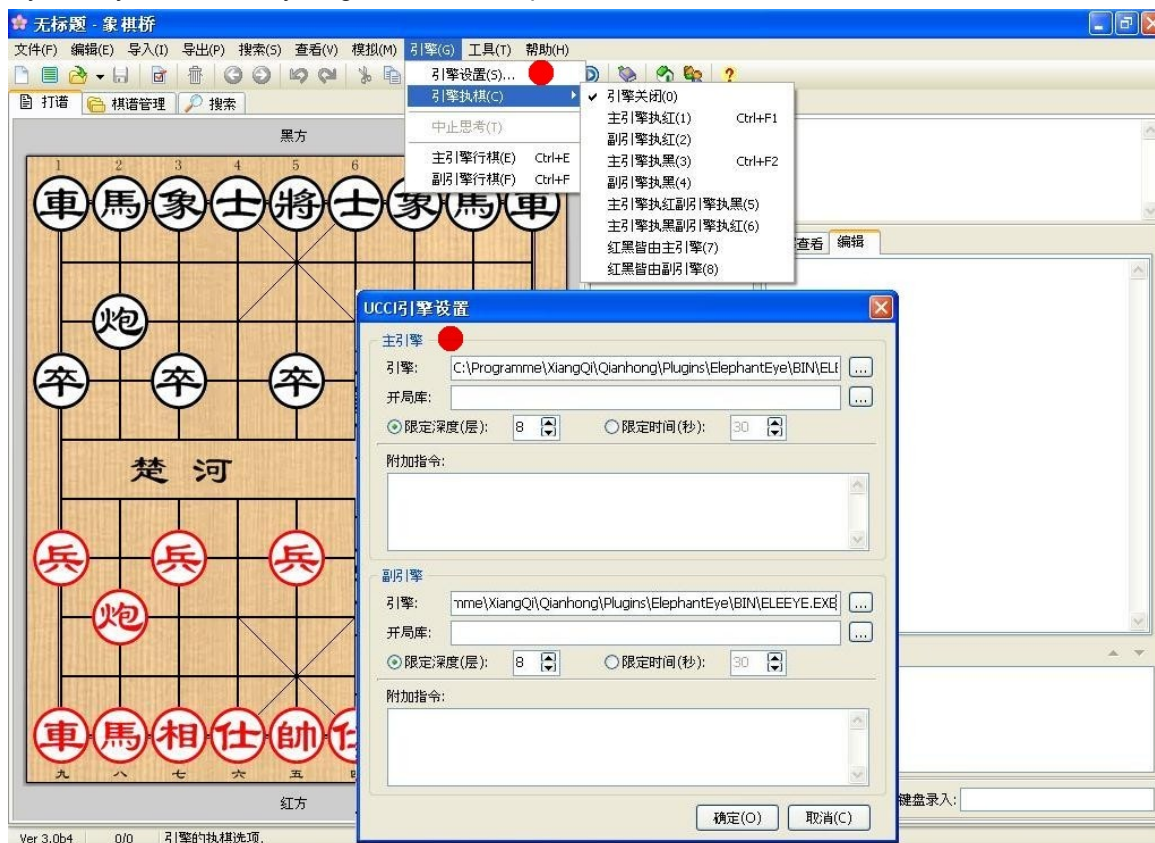 无标题 - 象棋桥
文件(F) 编辑(E) 导入(I) 导出(P) 搜索(S) 查看(V) 模拟(M) 引擎(G) 工具(T) 帮助(H)
打谱 棋谱管理 搜索
引擎设置(S)...
引擎执棋(C)
中止思考(T)
主引擎行棋(E) Ctrl+E
副引擎行棋(F) Ctrl+F
引擎关闭(0)
主引擎执红(1) Ctrl+F1
副引擎执红(2)
主引擎执黑(3) Ctrl+F2
副引擎执黑(4)
主引擎执红副引擎执黑(5)
主引擎执黑副引擎执红(6)
红黑皆由主引擎(7)
红黑皆由副引擎(8)
查看 编辑
黑方
1 2 3 4 5 6
車 馬 象 士 將 士 象 馬 車
炮
卒 卒 卒
楚 河
兵 兵 兵
炮
車 馬 相 仕 帥 仕
九 八 七 六 五
红方
UCCI引擎设置
主引擎
引擎: C:\Programme\XiangQi\Qianhong\Plugins\ElephantEye\BIN\ELE ...
开局库: ...
限定深度(层): 8 限定时间(秒): 30
附加指令:
副引擎
引擎: mme\XiangQi\Qianhong\Plugins\ElephantEye\BIN\ELEEYE.EXE ...
开局库: ...
限定深度(层): 8 限定时间(秒): 30
附加指令:
确定(O) 取消(C)
键盘录入:
Ver 3.0b4 0/0 引擎的执棋选项.